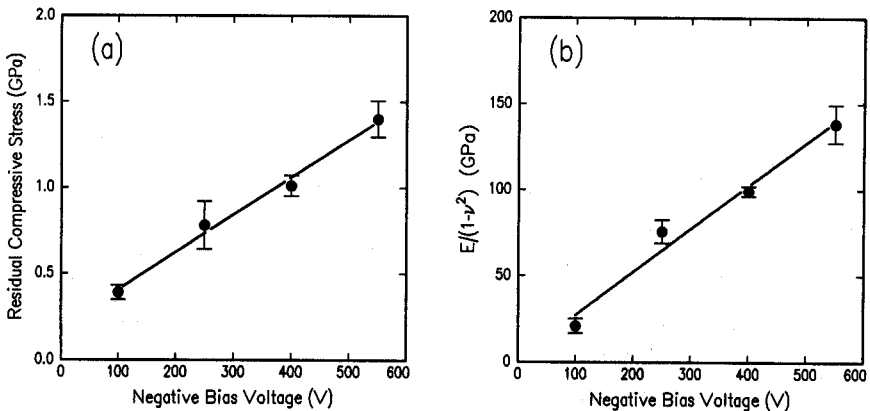 (a)
Residual Compressive Stress (GPa)
2.0
1.5
1.0
0.5
0.0
0 100 200 300 400 500 600
Negative Bias Voltage (V)
(b)
E/(1-ν²) (GPa)
200
150
100
50
0
0 100 200 300 400 500 600
Negative Bias Voltage (V)